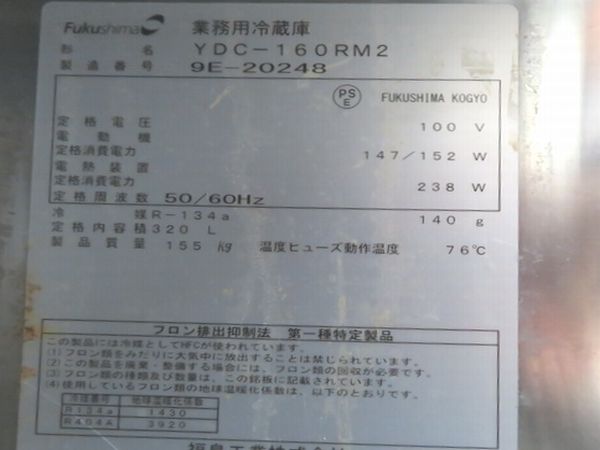 Fukushima 業務用冷蔵庫
形名 YDC-160RM2
製造番号 9E-20248
PSE FUKUSHIMA KOGYO
定格電圧 100 V
電動機
定格消費電力 147/152 W
電熱装置
定格消費電力 238 W
定格周波数 50/60Hz
冷媒 R-134a 140 g
定格内容積 320 L
製品質量 155 kg 温度ヒューズ動作温度 76℃
フロン排出抑制法 第一種特定製品
この製品には冷媒としてHFCが使われています。
(1)フロン類をみだりに大気中に放出することは禁じられています。
(2)この製品を廃棄・整備する場合には、フロン類の回収が必要です。
(3)フロン類の種類及び数量は、この銘板に記載されています。
(4)使用しているフロン類の地球温暖化係数は、以下のとおりです。
冷媒番号 地球温暖化係数
R134a 1430
R404A 3920
福島工業株式会社